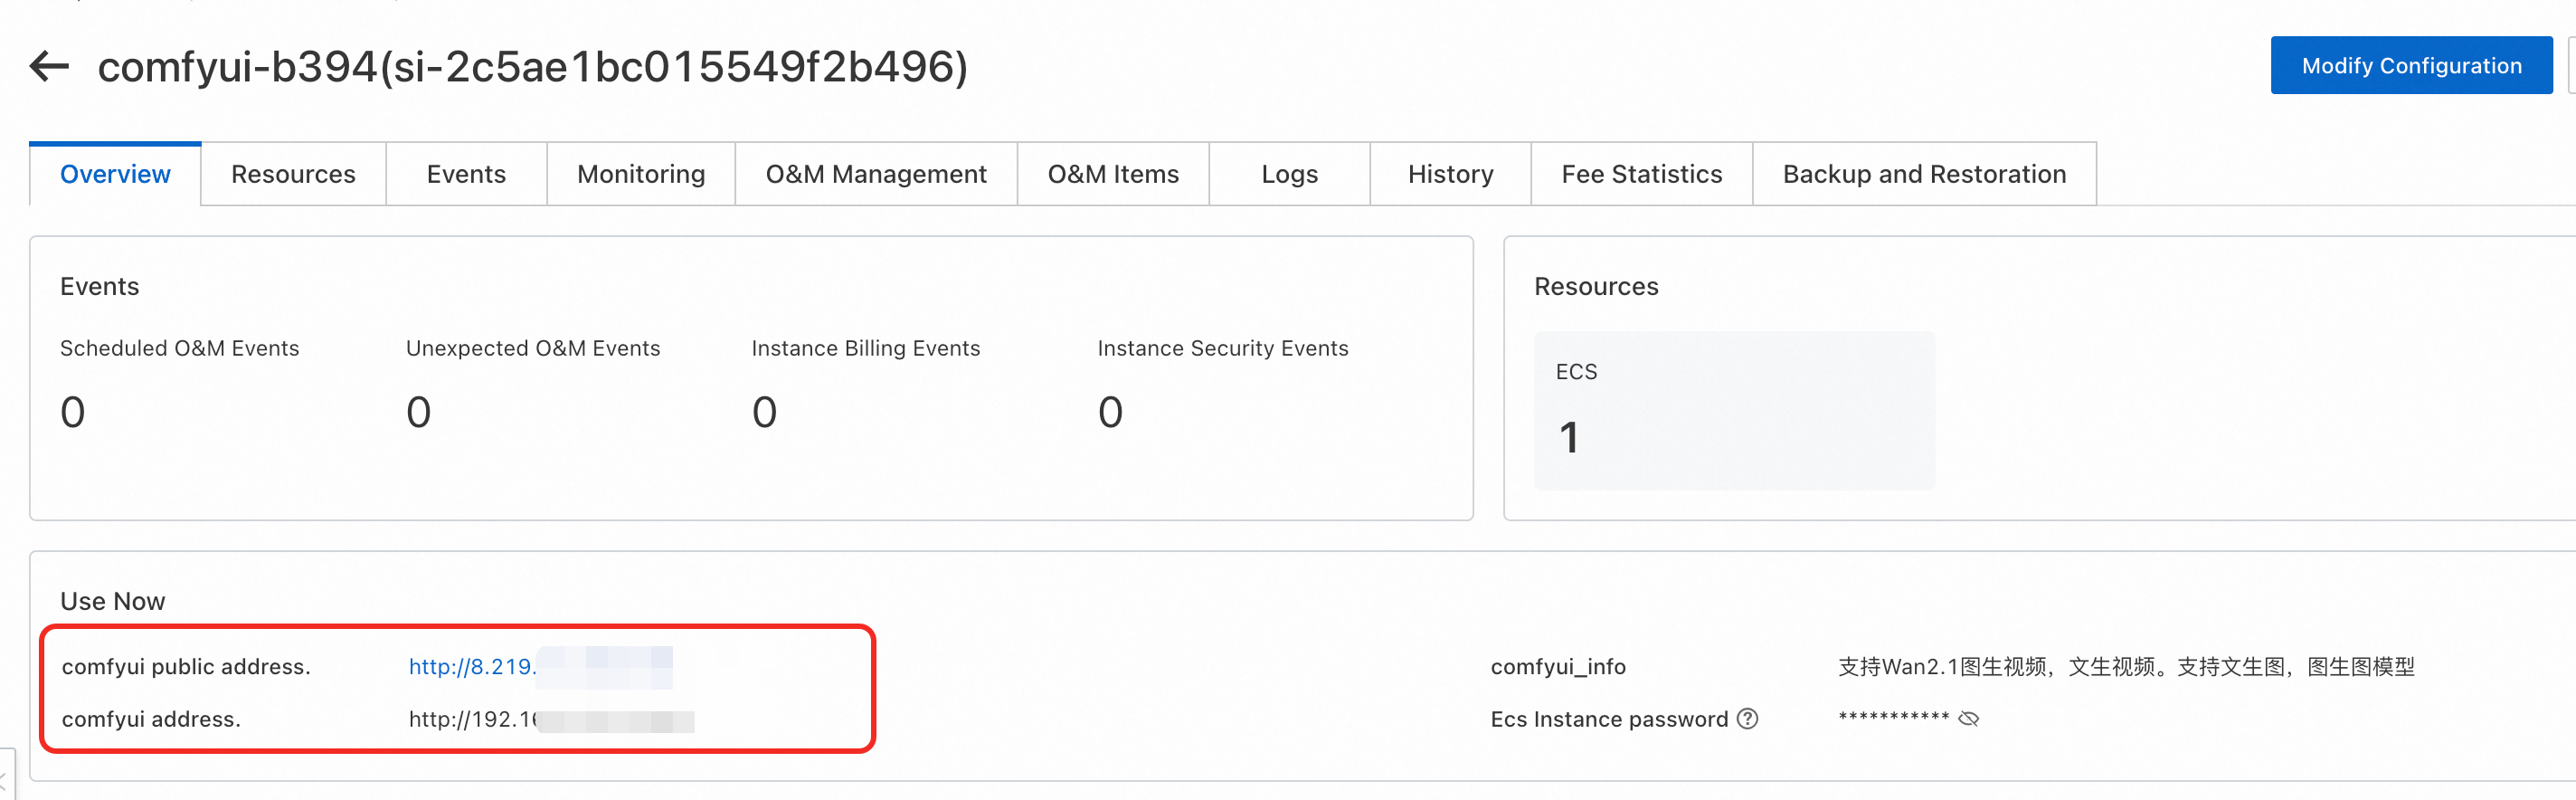 comfyui-b394(si-2c5ae1bc015549f2b496)
Modify Configuration
Overview Resources Events Monitoring O&M Management O&M Items Logs History Fee Statistics Backup and Restoration
Events
Scheduled O&M Events Unexpected O&M Events Instance Billing Events Instance Security Events
0 0 0 0
Resources
ECS
1
Use Now
comfyui public address. http://8.219.
comfyui_info 支持Wan2.1图生视频，文生视频。支持文生图，图生图模型
comfyui address. http://192.16
Ecs Instance password ***********